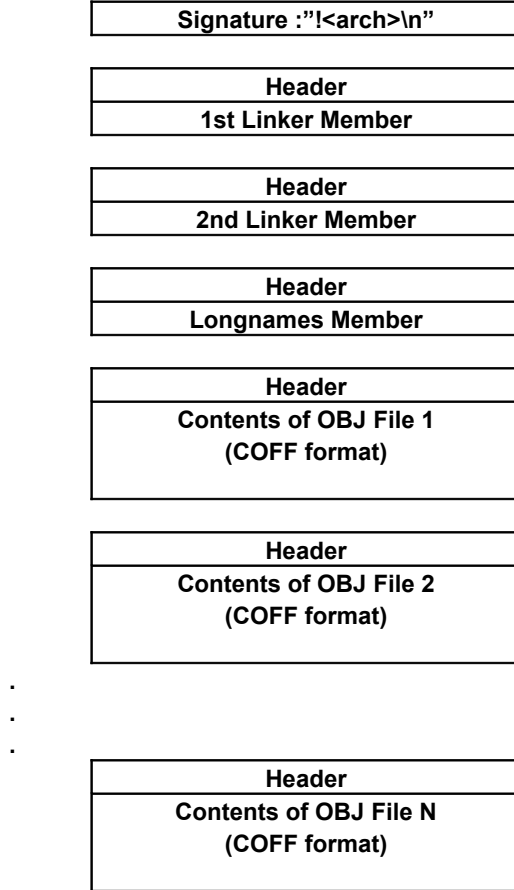 Signature :”!<arch>\n”
Header
1st Linker Member
Header
2nd Linker Member
Header
Longnames Member
Header
Contents of OBJ File 1
(COFF format)
Header
Contents of OBJ File 2
(COFF format)
.
.
.
Header
Contents of OBJ File N
(COFF format)